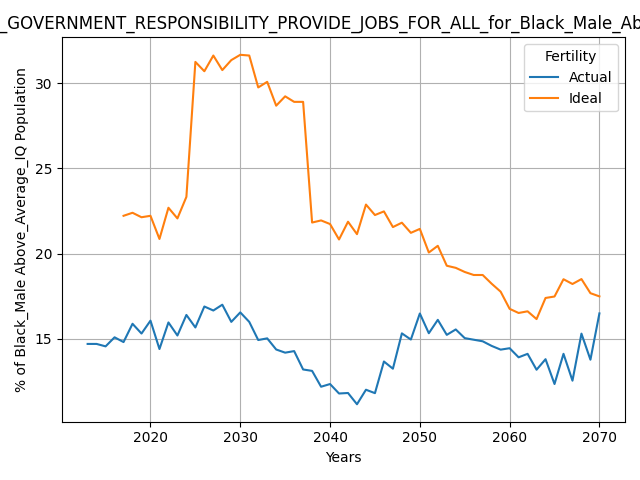 _GOVERNMENT_RESPONSIBILITY_PROVIDE_JOBS_FOR_ALL_for_Black_Male_Ab
Fertility
Actual
Ideal
% of Black_Male Above_Average_IQ Population
30
25
20
15
2020 2030 2040 2050 2060 2070
Years